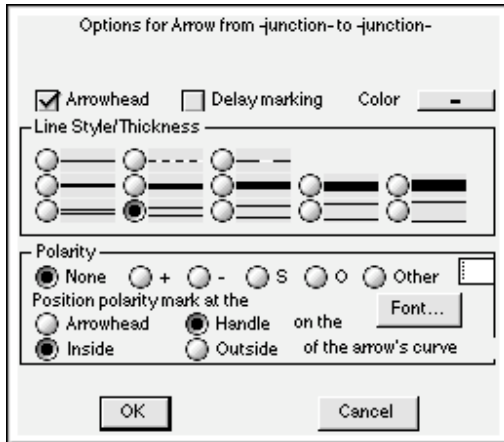 Options for Arrow from -junction- to -junction-
Arrowhead Delay marking Color
Line Style/Thickness
Polarity
None + - S O Other
Position polarity mark at the
Font...
Arrowhead Handle on the
Inside Outside of the arrow's curve
OK Cancel